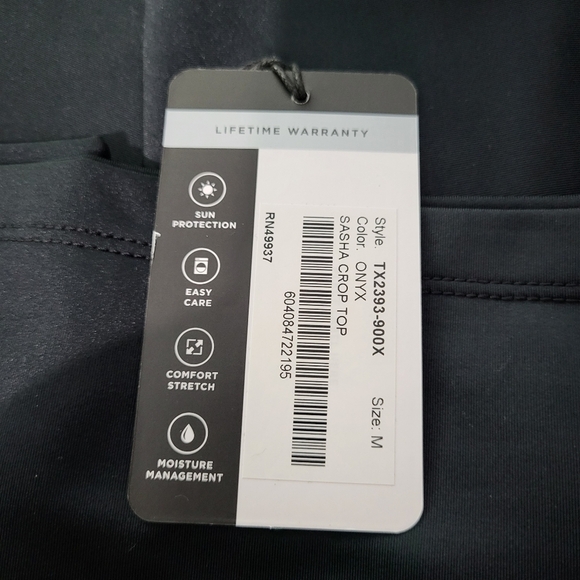 LIFETIME WARRANTY
SUN
PROTECTION
EASY
CARE
COMFORT
STRETCH
MOISTURE
MANAGEMENT
RN49937
Style: TX2393-900X Size: M
Color: ONYX
SASHA CROP TOP
604084722195